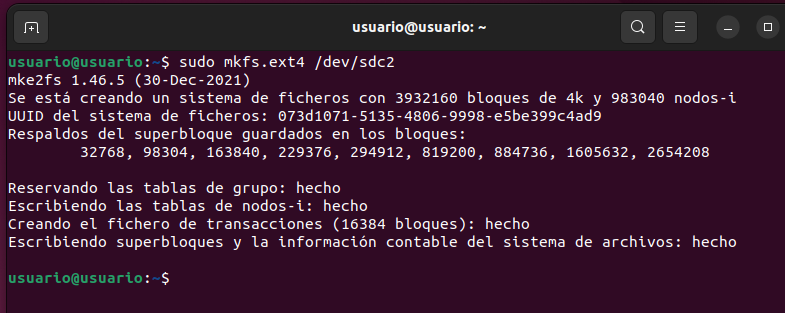 usuario@usuario: ~
usuario@usuario:~$ sudo mkfs.ext4 /dev/sdc2
mke2fs 1.46.5 (30-Dec-2021)
Se está creando un sistema de ficheros con 3932160 bloques de 4k y 983040 nodos-i
UUID del sistema de ficheros: 073d1071-5135-4806-9998-e5be399c4ad9
Respaldos del superbloque guardados en los bloques:
        32768, 98304, 163840, 229376, 294912, 819200, 884736, 1605632, 2654208
Reservando las tablas de grupo: hecho
Escribiendo las tablas de nodos-i: hecho
Creando el fichero de transacciones (16384 bloques): hecho
Escribiendo superbloques y la información contable del sistema de archivos: hecho
usuario@usuario:~$